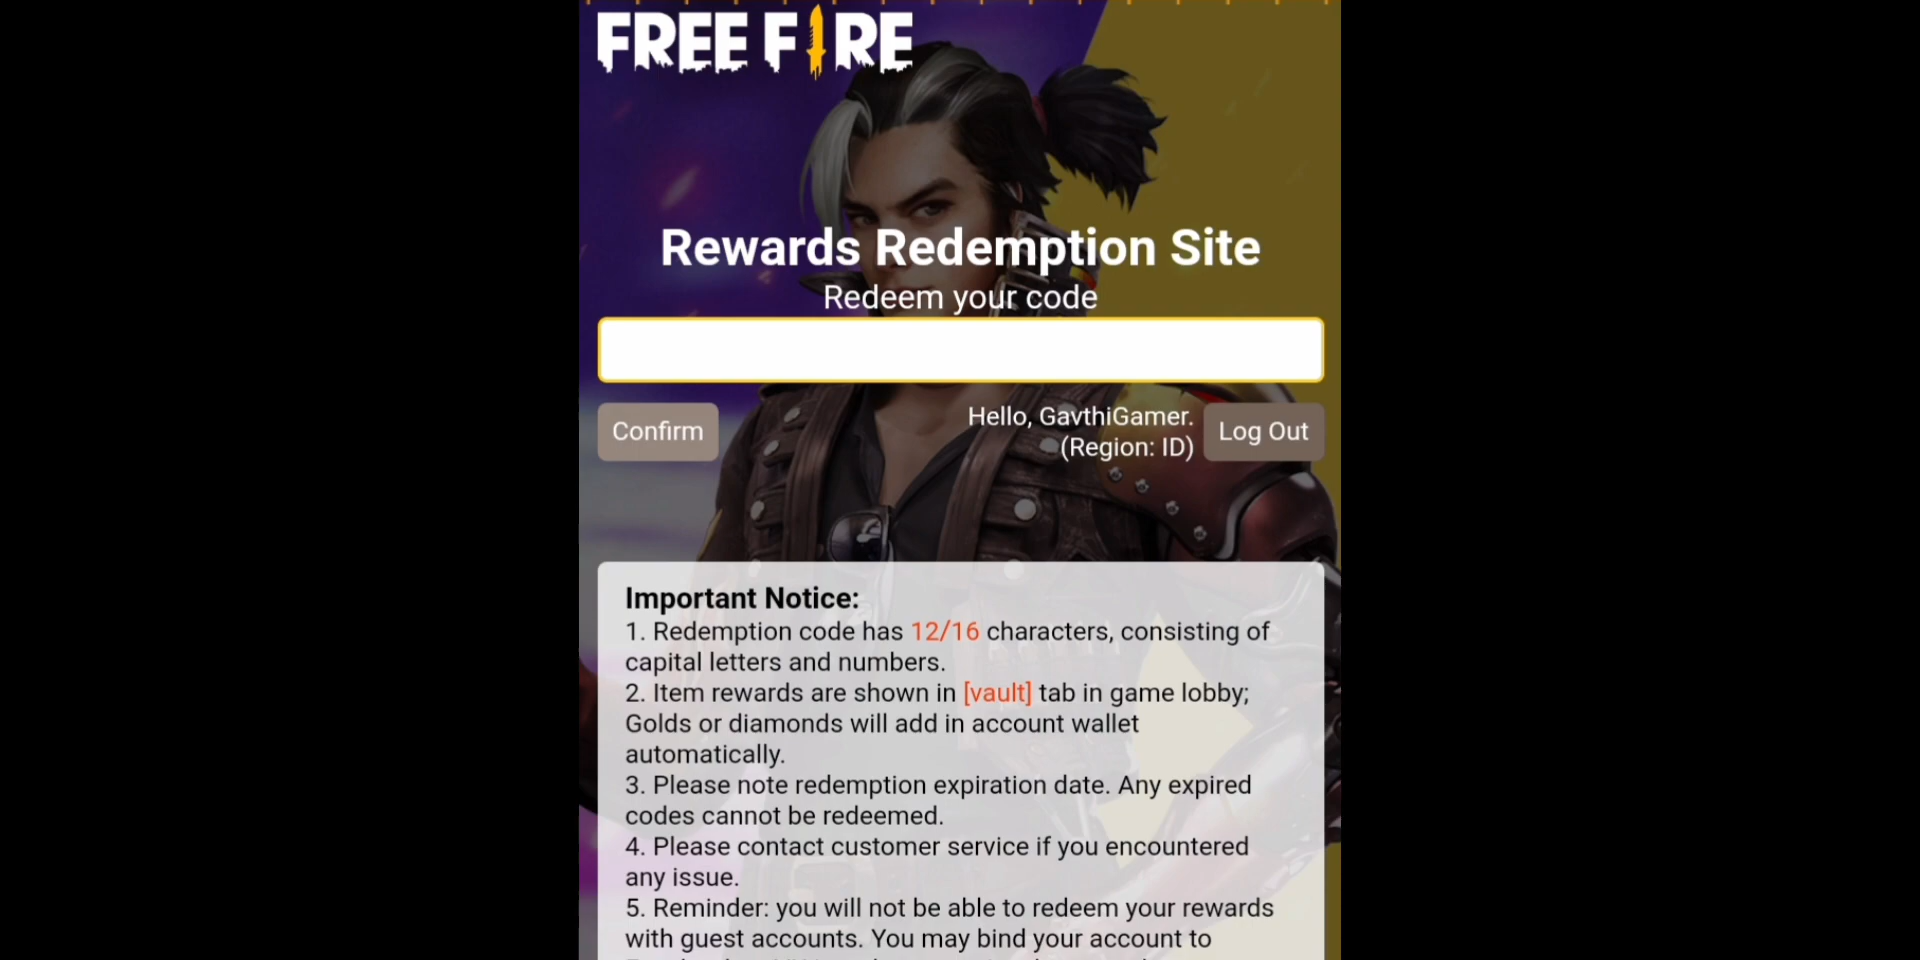 FREE FIRE
Rewards Redemption Site
Redeem your code
Confirm
Hello, GavthiGamer.
(Region: ID)
Log Out
Important Notice:
1. Redemption code has 12/16 characters, consisting of
capital letters and numbers.
2. Item rewards are shown in [vault] tab in game lobby;
Golds or diamonds will add in account wallet
automatically.
3. Please note redemption expiration date. Any expired
codes cannot be redeemed.
4. Please contact customer service if you encountered
any issue.
5. Reminder: you will not be able to redeem your rewards
with guest accounts. You may bind your account to